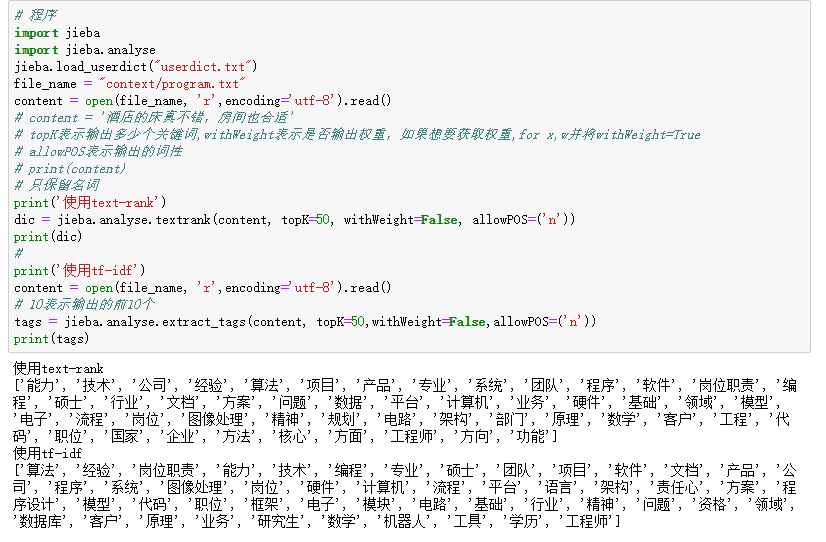 # 程序
import jieba
import jieba.analyse
jieba.load_userdict("userdict.txt")
file_name = "context/program.txt"
content = open(file_name, 'r',encoding='utf-8').read()
# content = '酒店的床真不错，房间也合适'
# topK表示输出多少个关键词,withWeight表示是否输出权重，如果想要获取权重,for x,w并将withWeight=True
# allowPOS表示输出的词性
# print(content)
# 只保留名词
print('使用text-rank')
dic = jieba.analyse.textrank(content, topK=50, withWeight=False, allowPOS=('n'))
print(dic)
#
print('使用tf-idf')
content = open(file_name, 'r',encoding='utf-8').read()
# 10表示输出的前10个
tags = jieba.analyse.extract_tags(content, topK=50,withWeight=False,allowPOS=('n'))
print(tags)
使用text-rank
['能力', '技术', '公司', '经验', '算法', '项目', '产品', '专业', '系统', '团队', '程序', '软件', '岗位职责', '编
程', '硕士', '行业', '文档', '方案', '问题', '数据', '平台', '计算机', '业务', '硬件', '基础', '领域', '模型',
'电子', '流程', '岗位', '图像处理', '精神', '规划', '电路', '架构', '部门', '原理', '数学', '客户', '工程', '代
码', '职位', '国家', '企业', '方法', '核心', '方面', '工程师', '方向', '功能']
使用tf-idf
['算法', '经验', '岗位职责', '能力', '技术', '编程', '专业', '硕士', '团队', '项目', '软件', '文档', '产品', '公
司', '程序', '系统', '图像处理', '岗位', '硬件', '计算机', '流程', '平台', '语言', '架构', '责任心', '方案', '程
序设计', '模型', '代码', '职位', '框架', '电子', '模块', '电路', '基础', '行业', '精神', '问题', '资格', '领域',
'数据库', '客户', '原理', '业务', '研究生', '数学', '机器人', '工具', '学历', '工程师']